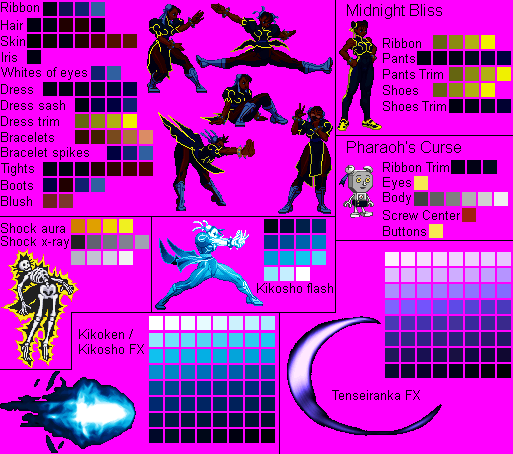 Ribbon
Hair
Skin
Iris
Whites of eyes
Dress
Dress sash
Dress trim
Bracelets
Bracelet spikes
Tights
Boots
Blush
Midnight Bliss
Ribbon
Pants
Pants Trim
Shoes
Shoes Trim
Pharaoh's Curse
Ribbon Trim
Eyes
Body
Screw Center
Buttons
Shock aura
Shock x-ray
Kikosho flash
Kikoken /
Kikosho FX
Tenseiranka FX